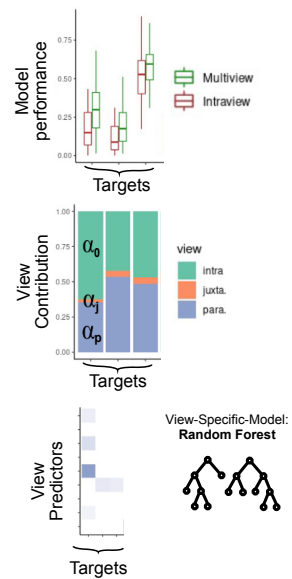 Model
performance
0.75
0.50
0.25
0.00
Multiview
Intraview
Targets
View
Contribution
1.00
0.75
0.50
0.25
0.00
α0
αj
αp
view
intra
juxta.
para.
Targets
View
Predictors
Targets
View-Specific-Model:
Random Forest